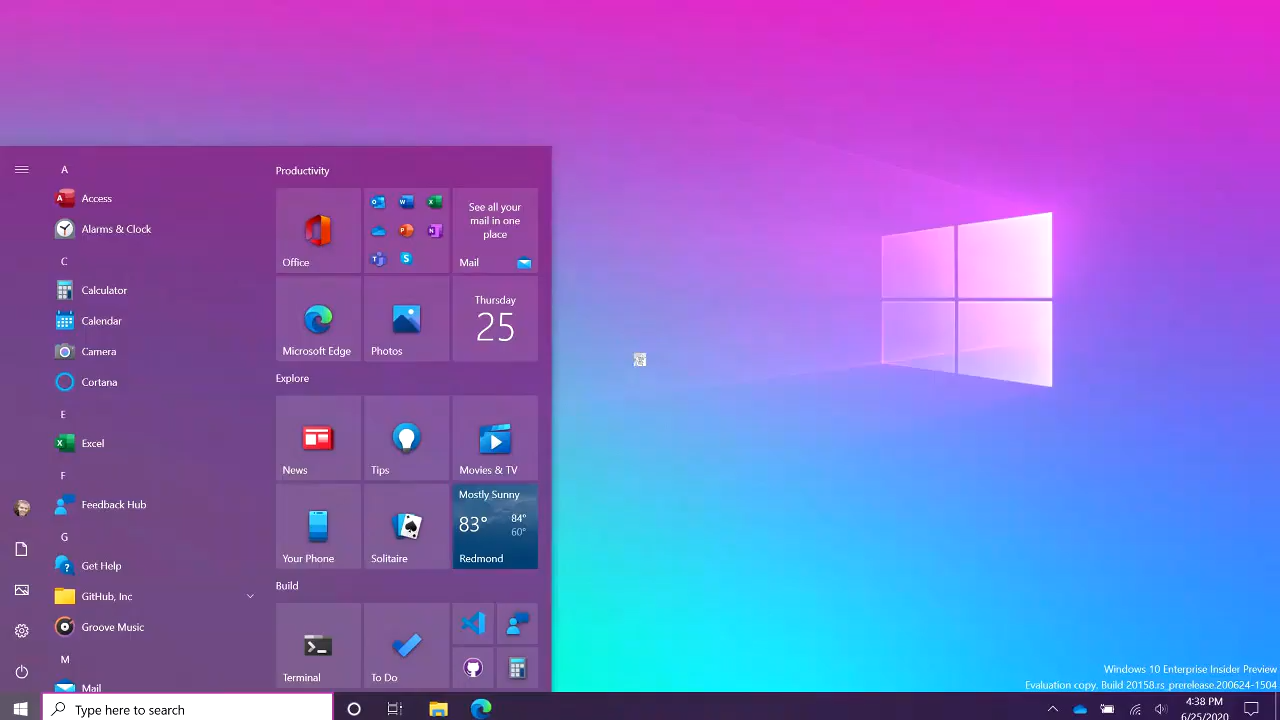 A
Access
Alarms & Clock
C
Calculator
Calendar
Camera
Cortana
E
Excel
F
Feedback Hub
G
Get Help
GitHub, Inc
Groove Music
M
Mail
Productivity
Office
See all your
mail in one
place
Mail
Microsoft Edge
Photos
Thursday
25
Explore
News
Tips
Movies & TV
Your Phone
Solitaire
Mostly Sunny
83°
84°
60°
Redmond
Build
Terminal
To Do
Windows 10 Enterprise Insider Preview
Evaluation copy. Build 20158.rs_prerelease.200624-1504
Type here to search
4:38 PM
6/25/2020